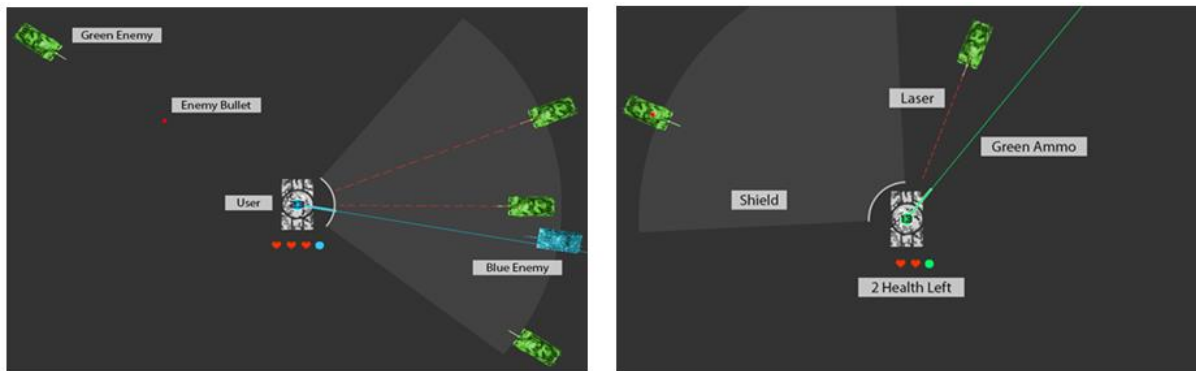 Green Enemy
Enemy Bullet
User
Blue Enemy
Laser
Green Ammo
Shield
2 Health Left